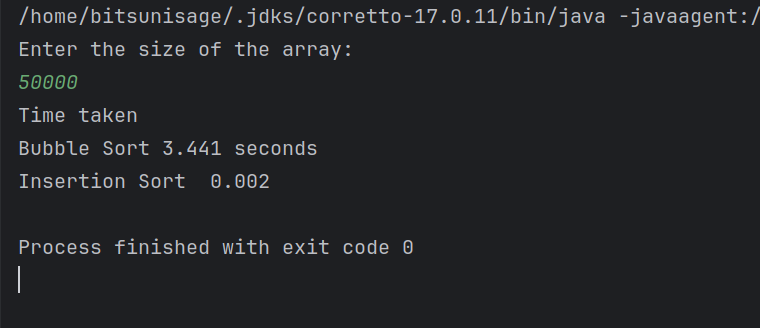 /home/bitsunisage/.jdks/corretto-17.0.11/bin/java -javaagent:/
Enter the size of the array:
50000
Time taken
Bubble Sort 3.441 seconds
Insertion Sort  0.002
Process finished with exit code 0